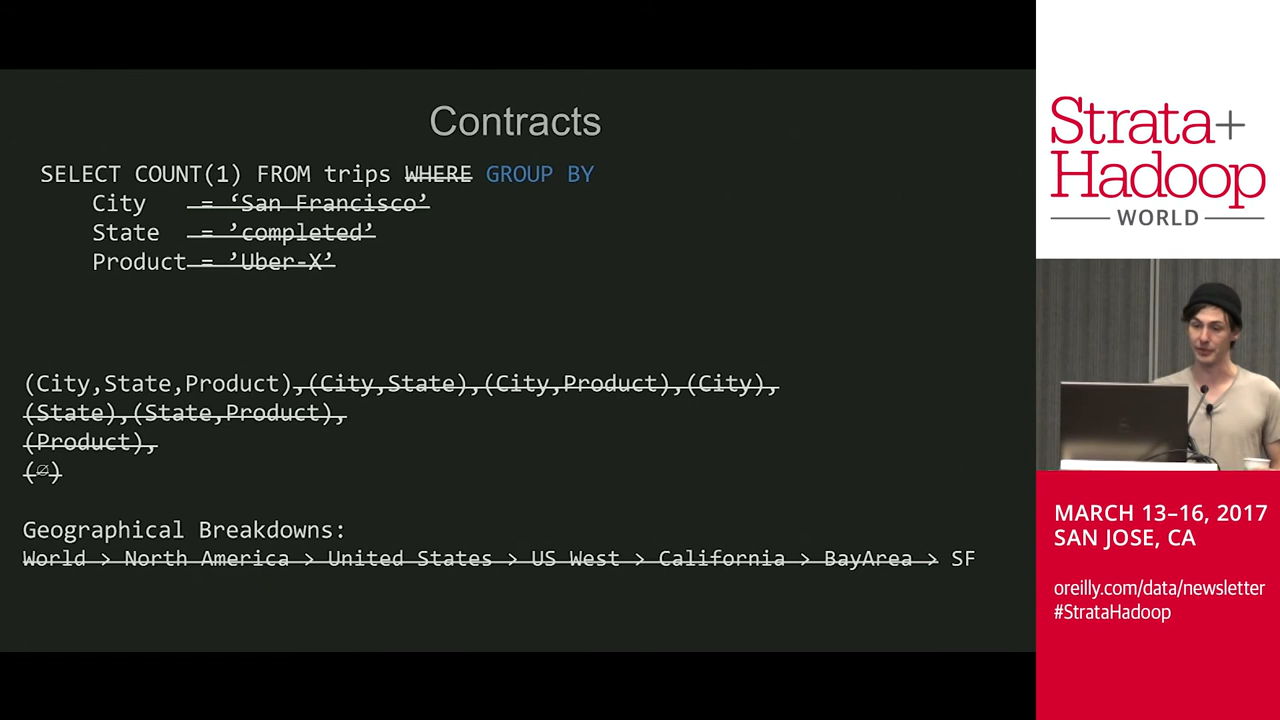 Contracts
SELECT COUNT(1) FROM trips WHERE GROUP BY
City = ‘San Francisco’
State = ’completed’
Product = ’Uber-X’
(City,State,Product),(City,State),(City,Product),(City),
(State),(State,Product),
(Product),
(∅)
Geographical Breakdowns:
World > North America > United States > US West > California > BayArea > SF
Strata+
Hadoop
WORLD
MARCH 13–16, 2017
SAN JOSE, CA
oreilly.com/data/newsletter
#StrataHadoop